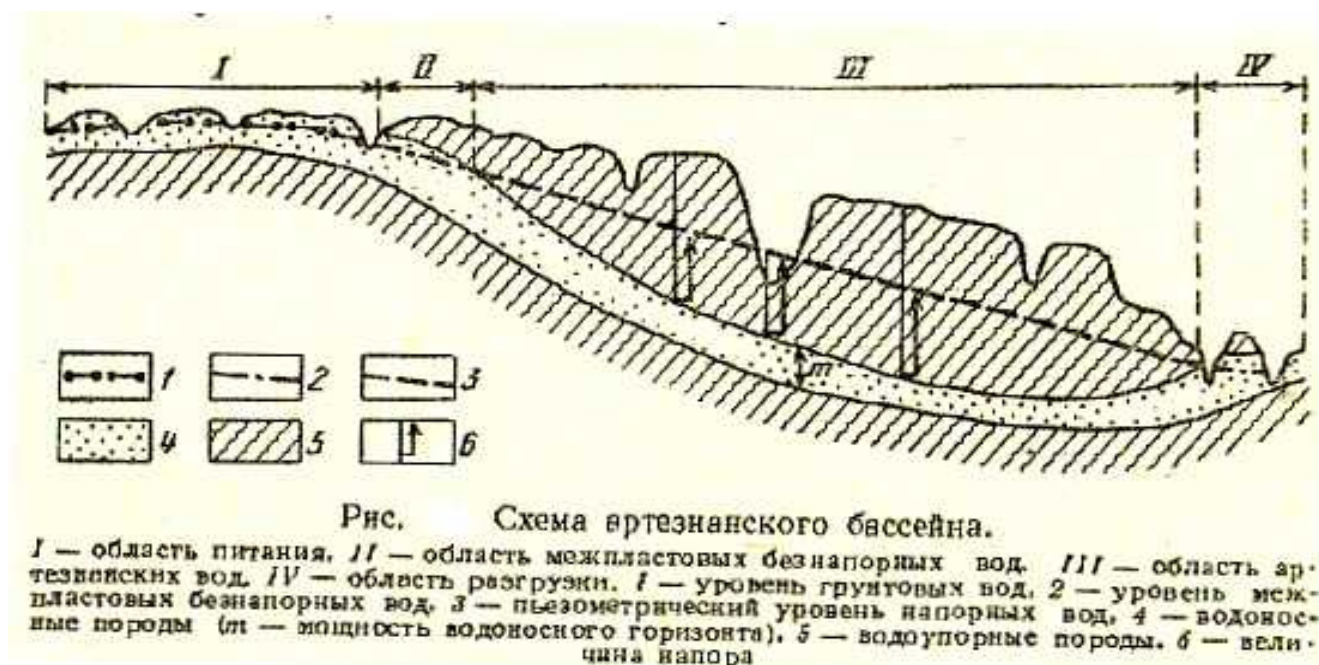 I II III IV
m
1 2 3
4 5 6
Рис. Схема артезианского бассейна.
I — область питания. II — область межпластовых безнапорных вод. III — область ар-
тезианских вод. IV — область разгрузки. 1 — уровень грунтовых вод. 2 — уровень меж-
пластовых безнапорных вод. 3 — пьезометрический уровень напорных вод. 4 — водонос-
ные породы (m — мощность водоносного горизонта). 5 — водоупорные породы. 6 — вели-
чина напора